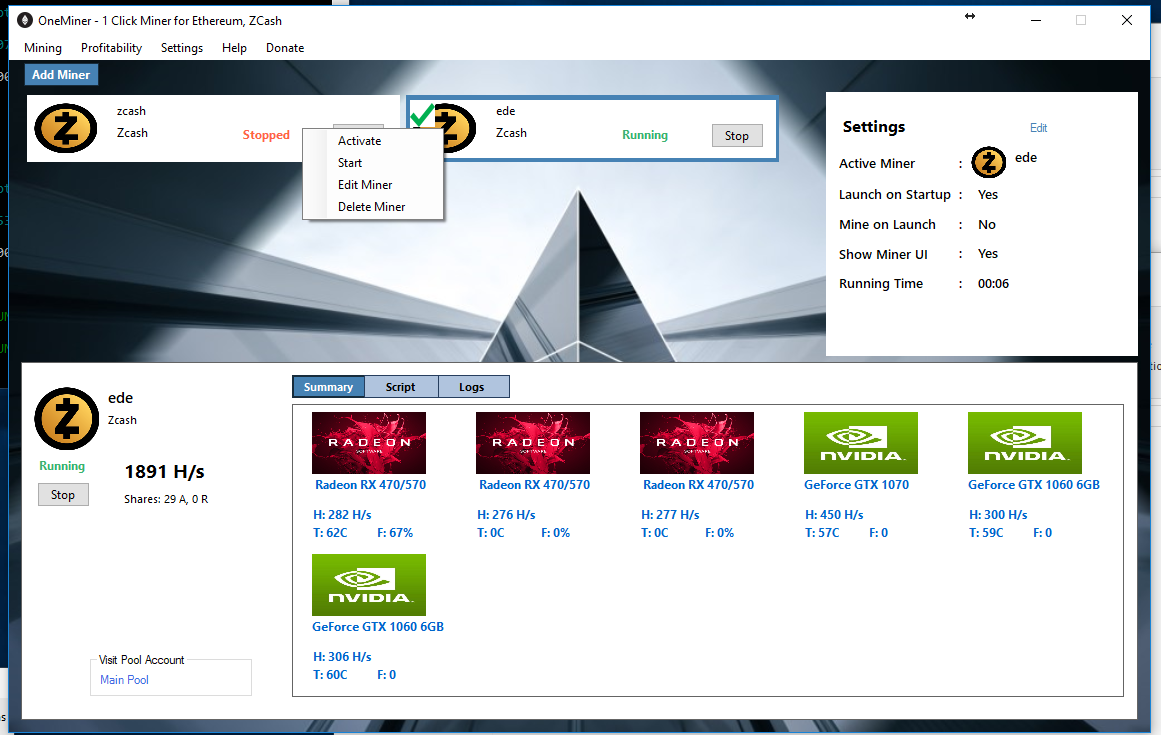 OneMiner - 1 Click Miner for Ethereum, ZCash
Mining Profitability Settings Help Donate
Add Miner
zcash
Zcash
Stopped
Activate
Start
Edit Miner
Delete Miner
ede
Zcash
Running
Stop
Settings
Edit
Active Miner : ede
Launch on Startup : Yes
Mine on Launch : No
Show Miner UI : Yes
Running Time : 00:06
ede
Zcash
Running
1891 H/s
Stop
Shares: 29 A, 0 R
Visit Pool Account
Main Pool
Summary Script Logs
RADEON
SOFTWARE
Radeon RX 470/570
H: 282 H/s
T: 62C F: 67%
RADEON
SOFTWARE
Radeon RX 470/570
H: 276 H/s
T: 0C F: 0%
RADEON
SOFTWARE
Radeon RX 470/570
H: 277 H/s
T: 0C F: 0%
NVIDIA.
GeForce GTX 1070
H: 450 H/s
T: 57C F: 0
NVIDIA.
GeForce GTX 1060 6GB
H: 300 H/s
T: 59C F: 0
NVIDIA.
GeForce GTX 1060 6GB
H: 306 H/s
T: 60C F: 0